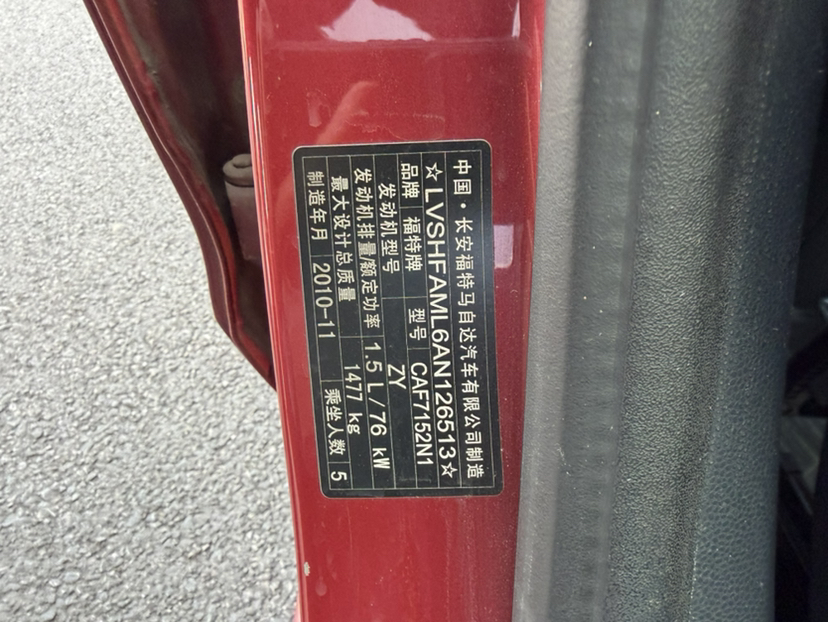 中国·长安福特马自达汽车有限公司制造
☆LVSHFAML6AN126513☆
品牌 福特牌 型号 CAF7152N1
发动机型号 ZY
发动机排量/额定功率 1.5 L/76 kW
最大设计总质量 1477 kg
制造年月 2010-11 乘坐人数 5